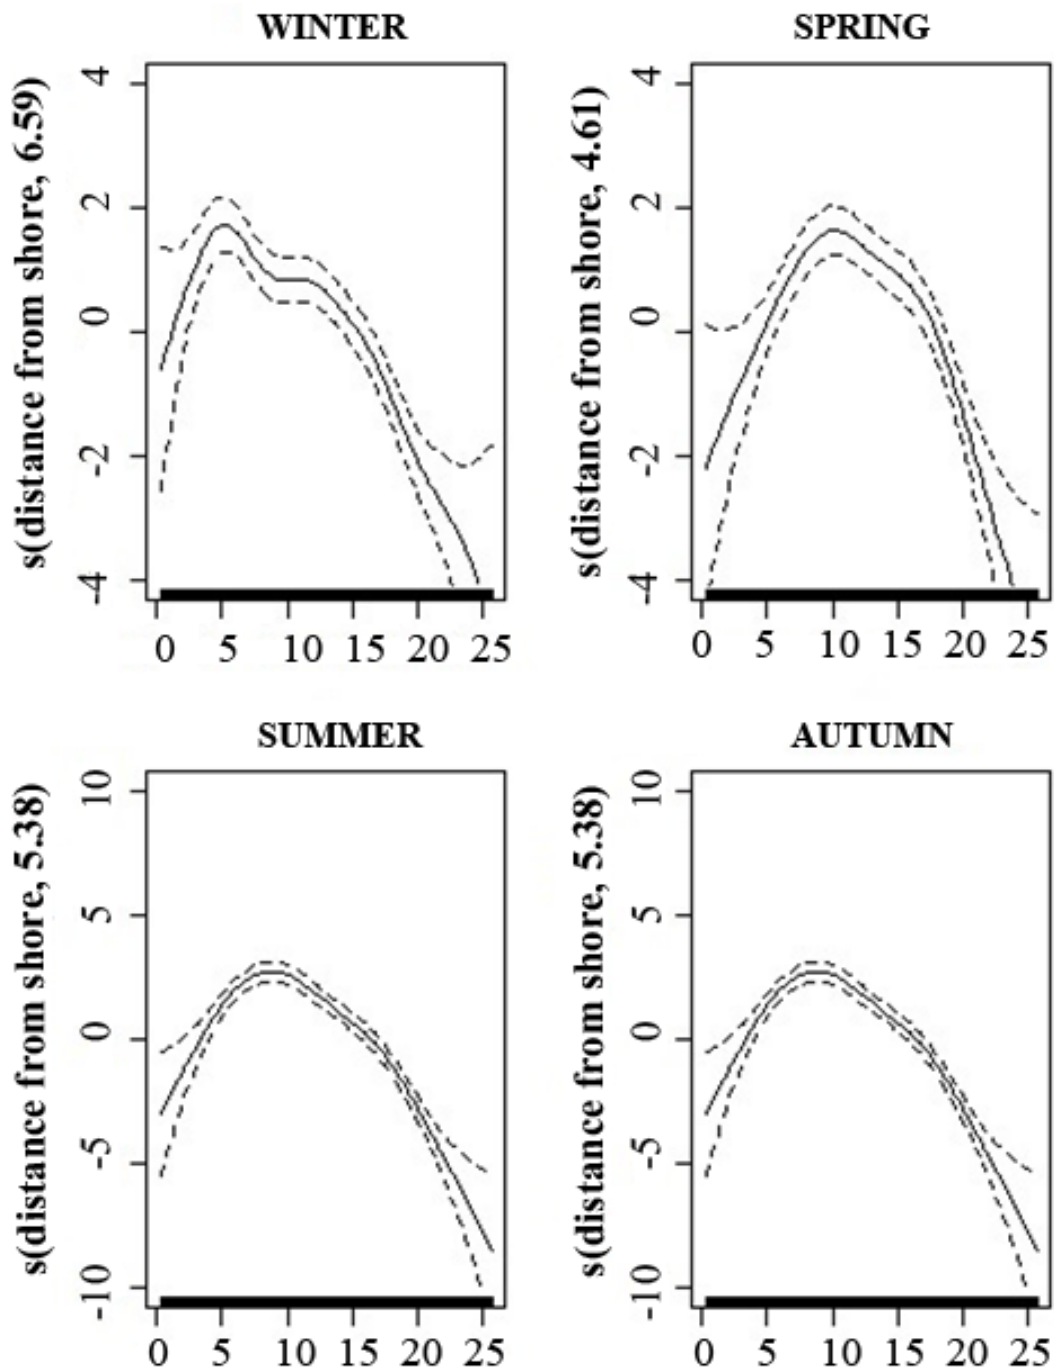 WINTER
s(distance from shore, 6.59)
4
2
0
-2
-4
0 5 10 15 20 25
SPRING
s(distance from shore, 4.61)
4
2
0
-2
-4
0 5 10 15 20 25
SUMMER
s(distance from shore, 5.38)
10
5
0
-5
-10
0 5 10 15 20 25
AUTUMN
s(distance from shore, 5.38)
10
5
0
-5
-10
0 5 10 15 20 25